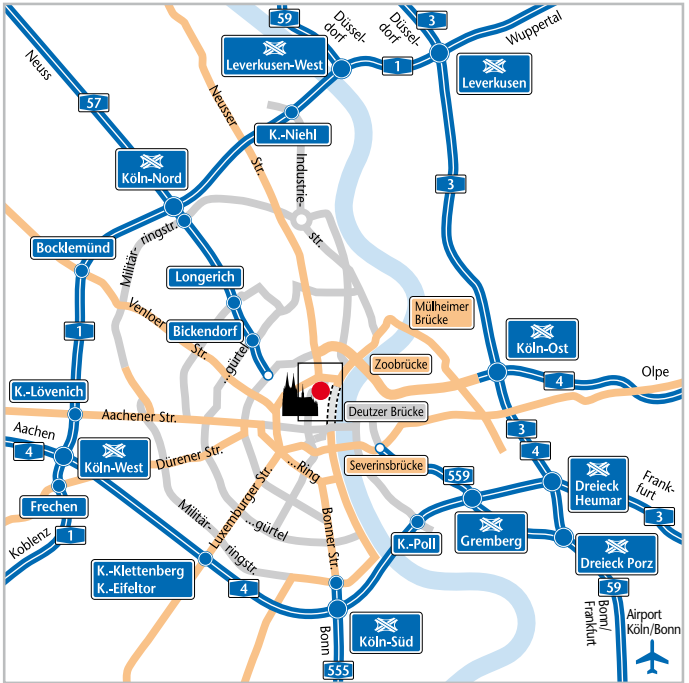 59
Düssel-
dorf
Düssel-
dorf
3
Wuppertal
Neuss
Leverkusen-West
1
Leverkusen
57
Neusser
Str.
K.-Niehl
Industrie-
str.
Köln-Nord
3
Militär-
ringstr.
Bocklemünd
Longerich
Venloer
Str.
Bickendorf
...gürtel
Mülheimer
Brücke
1
Köln-Ost
Zoobrücke
Olpe
4
K.-Lövenich
Aachener Str.
Deutzer Brücke
Aachen
4
Köln-West
Dürener Str.
3
4
Severinsbrücke
...Ring
559
Dreieck
Heumar
Frank-
furt
3
Frechen
Luxemburger Str.
Militär-
ringstr.
...gürtel
Bonner Str.
K.-Poll
Gremberg
Koblenz
1
Dreieck Porz
K.-Klettenberg
K.-Eifeltor
4
59
Bonn/
Frankfurt
Airport
Köln/Bonn
Köln-Süd
Bonn
555